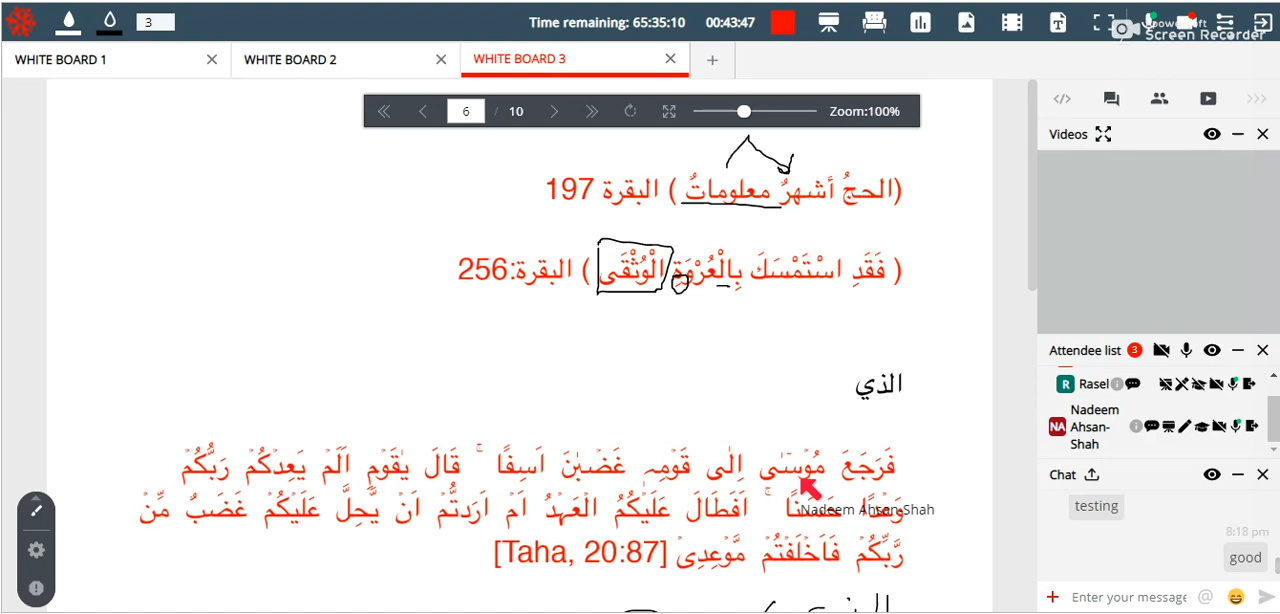 3
Time remaining: 65:35:10
00:43:47
Screen Recorder
WHITE BOARD 1
WHITE BOARD 2
WHITE BOARD 3
6 / 10
Zoom:100%
(الحجُ أشهرٌ معلوماتٌ ) البقرة 197
( فَقَدِ اسْتَمْسَكَ بِالْعُرْوَةِ الْوُثْقَى ) البقرة:256
الذي
فَرَجَعَ مُوْسٰۤى اِلٰى قَوْمِہٖ غَضْبٰنَ اَسِفًا ۚ قَالَ يٰقَوْمِ اَلَمْ يَعِدْكُمْ رَبُّكُمْ
وَعْدًا حَسَنًا ۚ اَفَطَالَ عَلَيْكُمُ الْعَہْدُ اَمْ اَرَدْتُّمْ اَنْ يَّحِلَّ عَلَيْكُمْ غَضَبٌ مِّنْ
Nadeem Ahsan-Shah
رَّبِّكُمْ فَاَخْلَفْتُمْ مَّوْعِدِىْ [Taha, 20:87]
Videos
Attendee list 3
R Rasel
NA Nadeem Ahsan-Shah
Chat
testing
8:18 pm
good
Enter your message